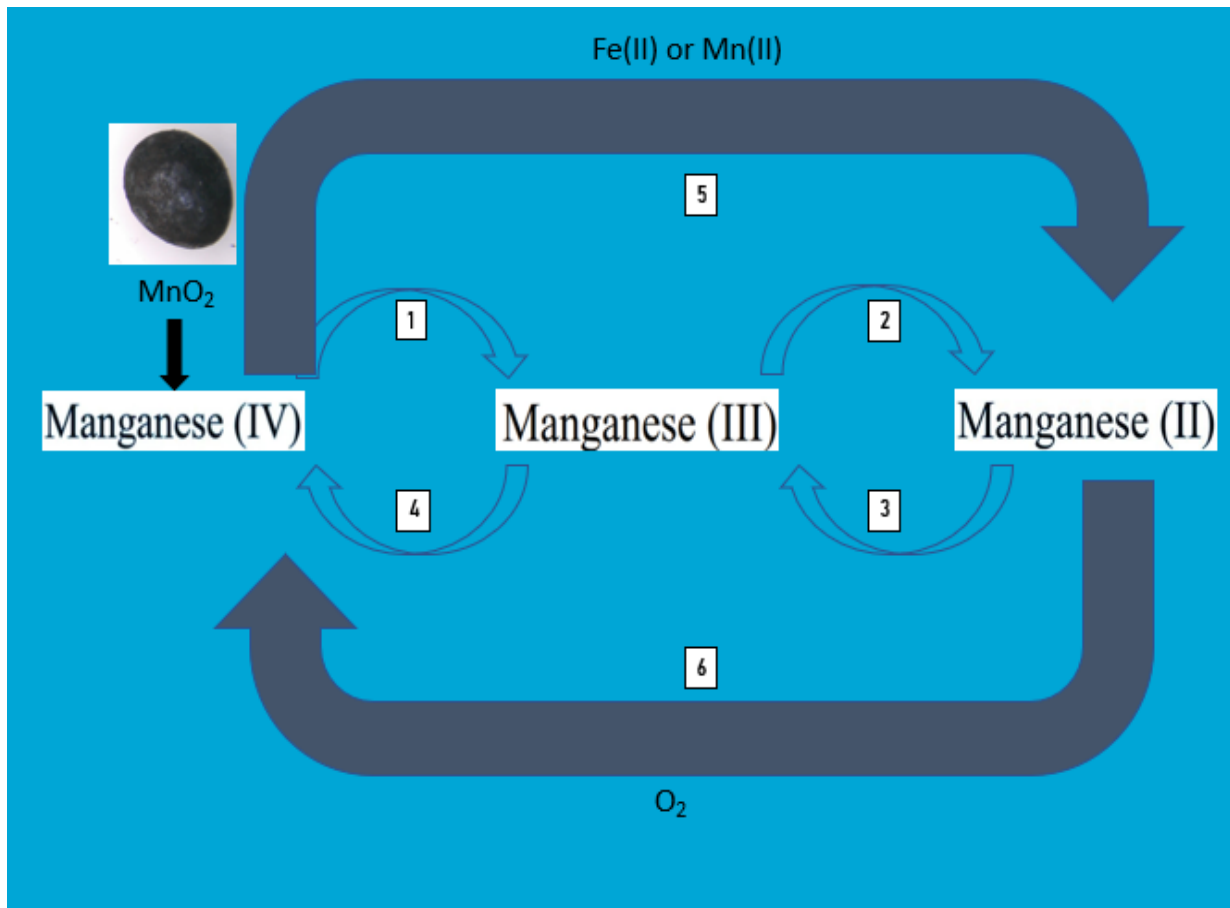 Fe(II) or Mn(II)
5
MnO₂
1
2
Manganese (IV)
Manganese (III)
Manganese (II)
4
3
6
O₂